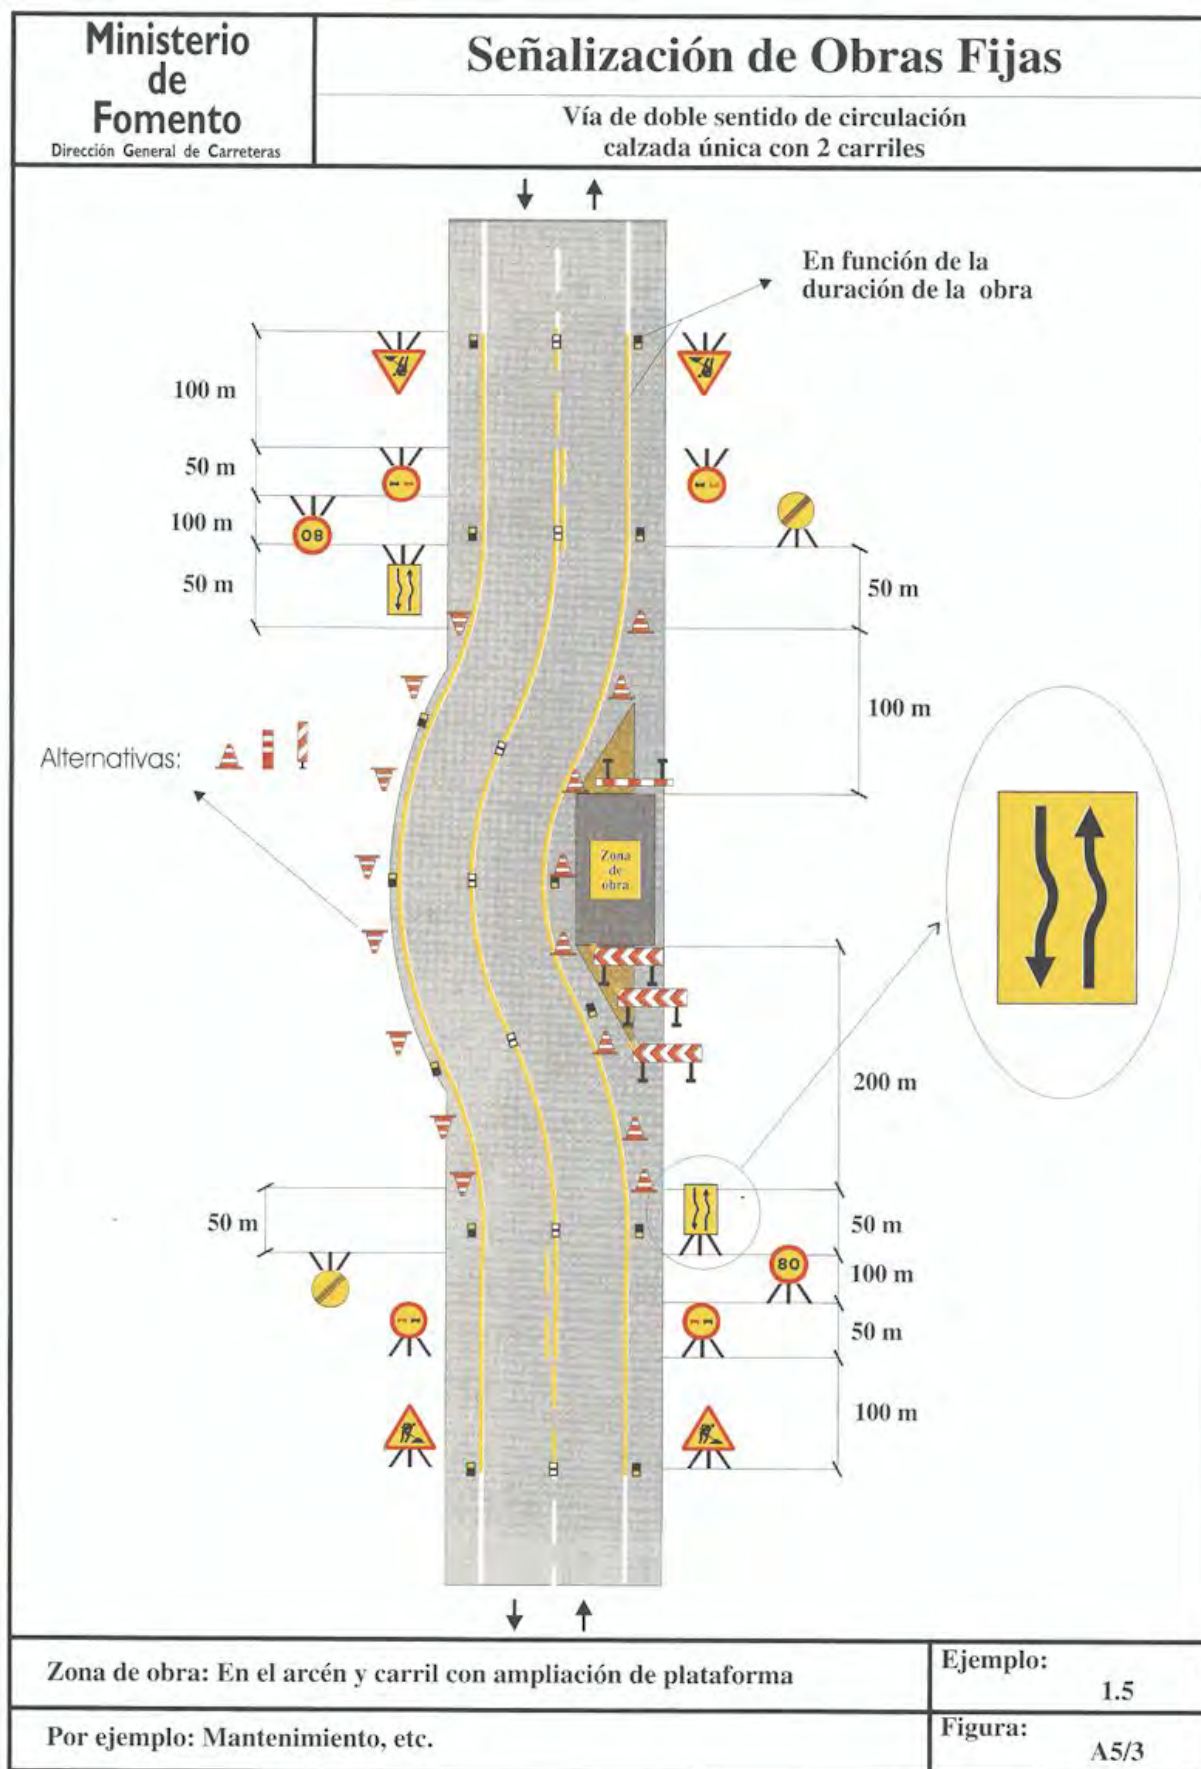 Ministerio
de
Fomento
Dirección General de Carreteras
Señalización de Obras Fijas
Vía de doble sentido de circulación
calzada única con 2 carriles
En función de la
duración de la obra
100 m
50 m
100 m
50 m
80
50 m
100 m
Alternativas:
Zona
de
obra
200 m
50 m
50 m
80
100 m
50 m
100 m
Zona de obra: En el arcén y carril con ampliación de plataforma
Ejemplo:
1.5
Por ejemplo: Mantenimiento, etc.
Figura:
A5/3